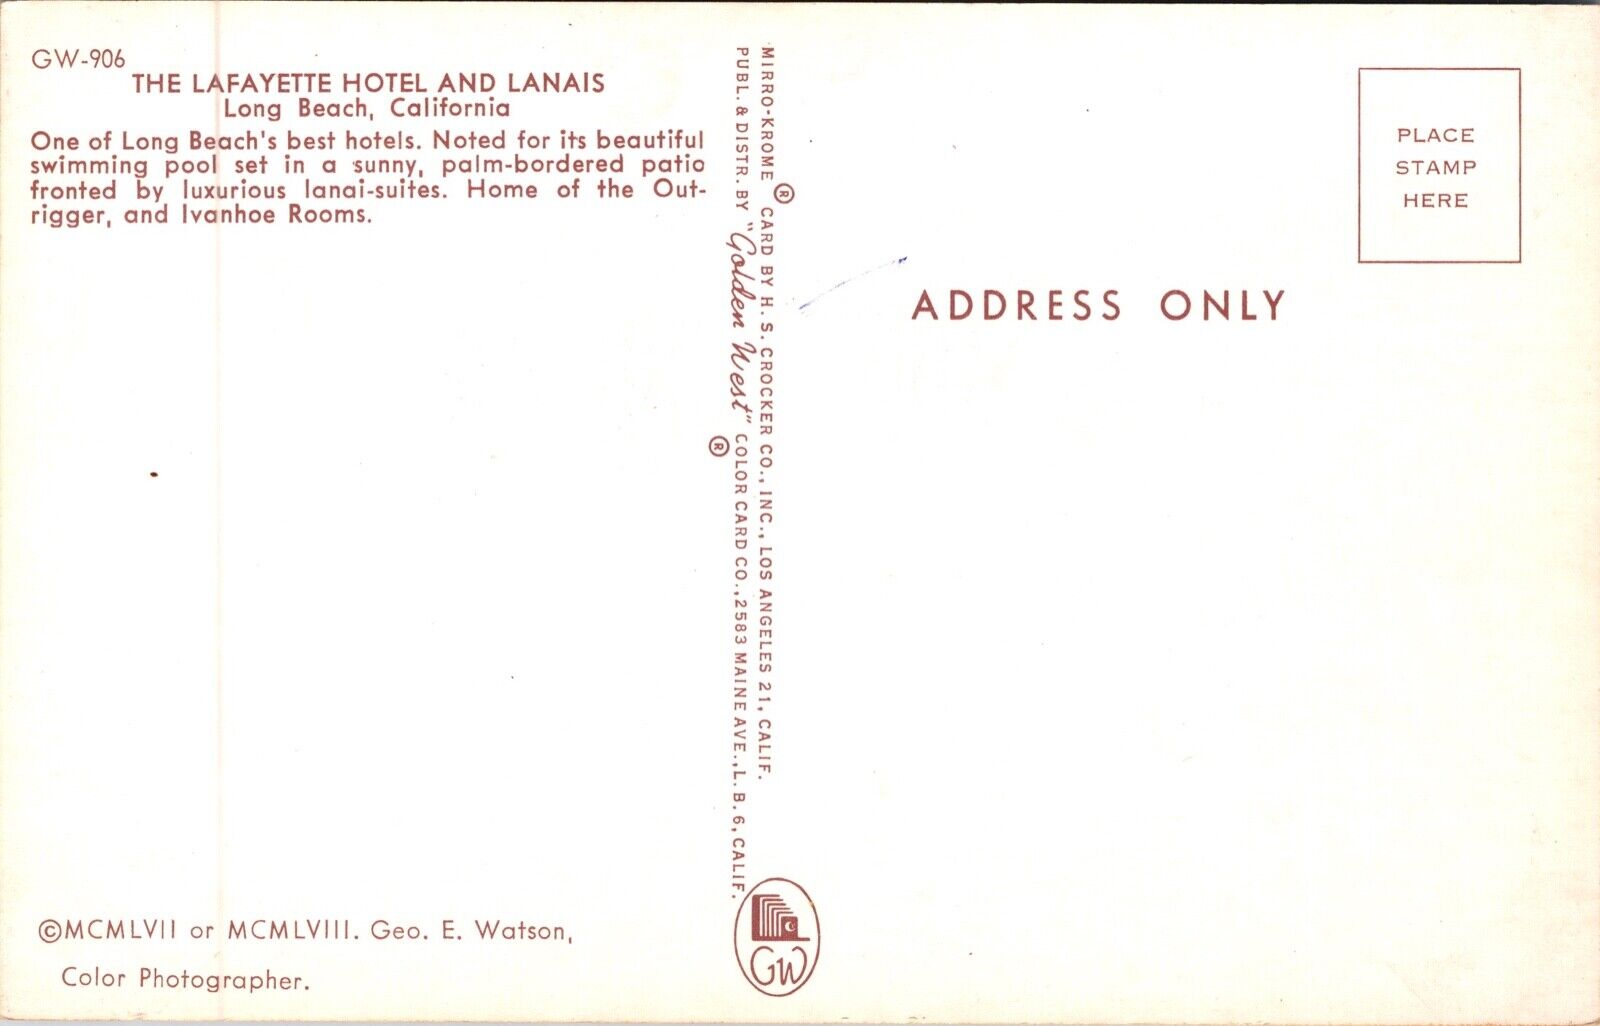 GW-906
THE LAFAYETTE HOTEL AND LANAIS
Long Beach, California
One of Long Beach's best hotels. Noted for its beautiful
swimming pool set in a sunny, palm-bordered patio
fronted by luxurious lanai-suites. Home of the Out-
rigger, and Ivanhoe Rooms.
©MCMLVII or MCMLVIII. Geo. E. Watson,
Color Photographer.
MIRRO-KROME ® CARD BY H. S. CROCKER CO., INC., LOS ANGELES 21, CALIF.
PUBL. & DISTR. BY "Golden West" ® COLOR CARD CO., 2583 MAINE AVE., L. B. 6, CALIF.
GW
PLACE
STAMP
HERE
ADDRESS ONLY